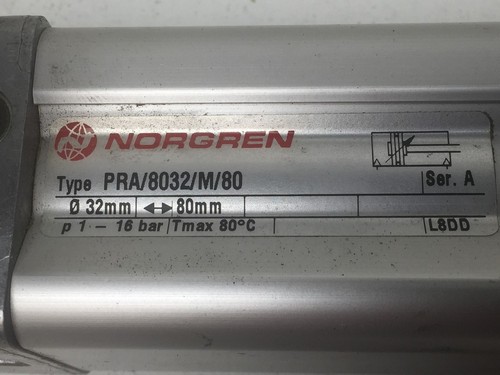 NORGREN
Type PRA/8032/M/80 Ser. A
Ø 32mm ↔ 80mm
p 1 - 16 bar Tmax 80°C L8DD